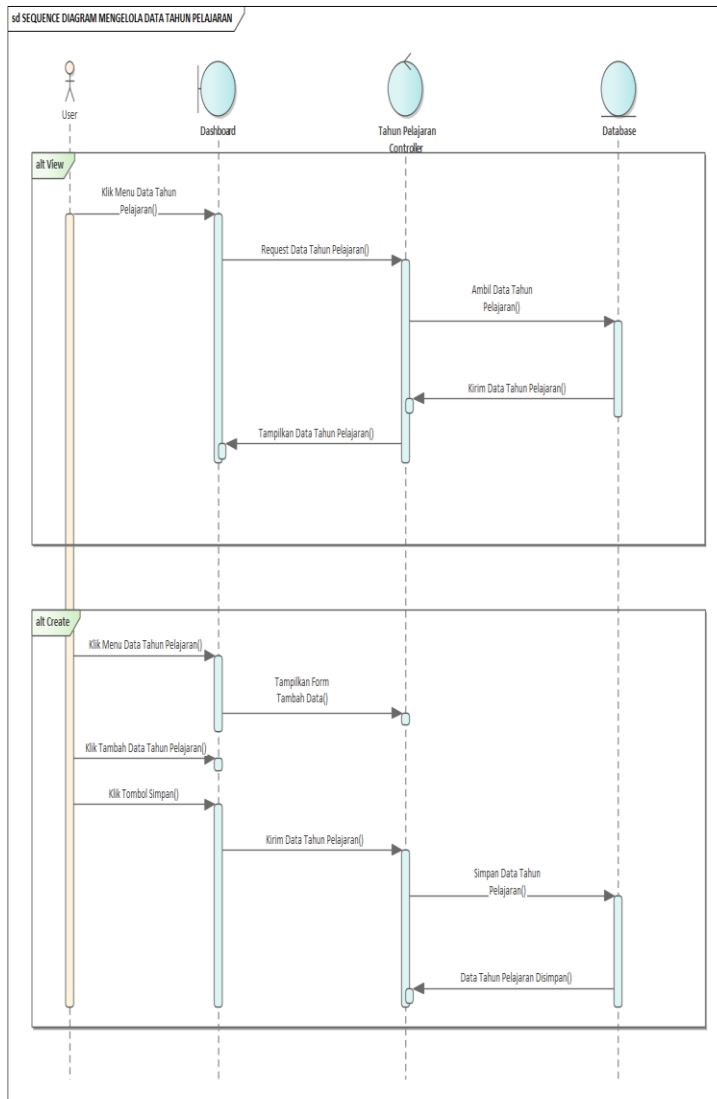 sd SEQUENCE DIAGRAM MENGELOLA DATA TAHUN PELAJARAN
User
Dashboard
Tahun Pelajaran
Controller
Database
alt View
Klik Menu Data Tahun
Pelajaran()
Request Data Tahun Pelajaran()
Ambil Data Tahun
Pelajaran()
Kirim Data Tahun Pelajaran()
Tampilkan Data Tahun Pelajaran()
alt Create
Klik Menu Data Tahun Pelajaran()
Tampilkan Form
Tambah Data()
Klik Tambah Data Tahun Pelajaran()
Klik Tombol Simpan()
Kirim Data Tahun Pelajaran()
Simpan Data Tahun
Pelajaran()
Data Tahun Pelajaran Disimpan()